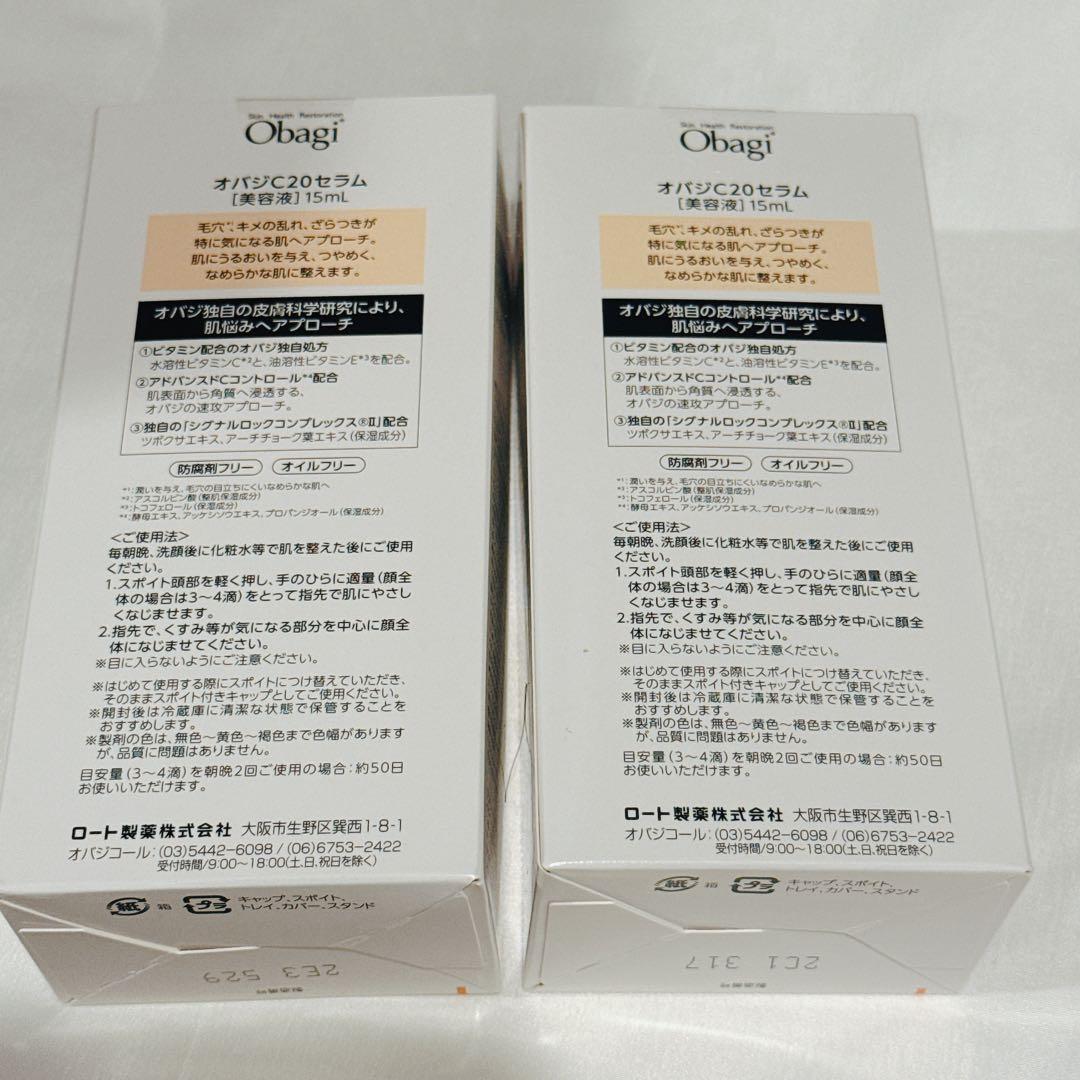 Skin Health Restoration
Obagi
オバジC20セラム
[美容液] 15mL
毛穴*1、キメの乱れ、ざらつきが
特に気になる肌へアプローチ。
肌にうるおいを与え、つやめく、
なめらかな肌に整えます。
オバジ独自の皮膚科学研究により、
肌悩みへアプローチ
①ビタミン配合のオバジ独自処方
水溶性ビタミンC*2と、油溶性ビタミンE*3を配合。
②アドバンスドCコントロール*4配合
肌表面から角質へ浸透する、
オバジの速攻アプローチ。
③独自の「シグナルロックコンプレックス®Ⅱ」配合
ツボクサエキス、アーチチョーク葉エキス(保湿成分)
防腐剤フリー オイルフリー
*1:潤いを与え、毛穴の目立ちにくいなめらかな肌へ
*2:アスコルビン酸(整肌保湿成分)
*3:トコフェロール(保湿成分)
*4:酵母エキス、アッケシソウエキス、プロパンジオール(保湿成分)
<ご使用法>
毎朝晩、洗顔後に化粧水等で肌を整えた後にご使用
ください。
1.スポイト頭部を軽く押し、手のひらに適量(顔全
体の場合は3〜4滴)をとって指先で肌にやさし
くなじませます。
2.指先で、くすみ等が気になる部分を中心に顔全
体になじませてください。
※目に入らないようにご注意ください。
※はじめて使用する際にスポイトにつけ替えていただき、
そのままスポイト付きキャップとしてご使用ください。
※開封後は冷蔵庫に清潔な状態で保管することを
おすすめします。
※製剤の色は、無色〜黄色〜褐色まで色幅があります
が、品質に問題はありません。
目安量(3〜4滴)を朝晩2回ご使用の場合:約50日
お使いいただけます。
ロート製薬株式会社 大阪市生野区巽西1-8-1
オバジコール:(03)5442-6098/(06)6753-2422
受付時間/9:00〜18:00(土、日、祝日を除く)
紙 箱 プラ キャップ、スポイト、
トレイ、カバー、スタンド
2E3 529
製造番号
Skin Health Restoration
Obagi
オバジC20セラム
[美容液] 15mL
毛穴*1、キメの乱れ、ざらつきが
特に気になる肌へアプローチ。
肌にうるおいを与え、つやめく、
なめらかな肌に整えます。
オバジ独自の皮膚科学研究により、
肌悩みへアプローチ
①ビタミン配合のオバジ独自処方
水溶性ビタミンC*2と、油溶性ビタミンE*3を配合。
②アドバンスドCコントロール*4配合
肌表面から角質へ浸透する、
オバジの速攻アプローチ。
③独自の「シグナルロックコンプレックス®Ⅱ」配合
ツボクサエキス、アーチチョーク葉エキス(保湿成分)
防腐剤フリー オイルフリー
*1:潤いを与え、毛穴の目立ちにくいなめらかな肌へ
*2:アスコルビン酸(整肌保湿成分)
*3:トコフェロール(保湿成分)
*4:酵母エキス、アッケシソウエキス、プロパンジオール(保湿成分)
<ご使用法>
毎朝晩、洗顔後に化粧水等で肌を整えた後にご使用
ください。
1.スポイト頭部を軽く押し、手のひらに適量(顔全
体の場合は3〜4滴)をとって指先で肌にやさし
くなじませます。
2.指先で、くすみ等が気になる部分を中心に顔全
体になじませてください。
※目に入らないようにご注意ください。
※はじめて使用する際にスポイトにつけ替えていただき、
そのままスポイト付きキャップとしてご使用ください。
※開封後は冷蔵庫に清潔な状態で保管することを
おすすめします。
※製剤の色は、無色〜黄色〜褐色まで色幅があります
が、品質に問題はありません。
目安量(3〜4滴)を朝晩2回ご使用の場合:約50日
お使いいただけます。
ロート製薬株式会社 大阪市生野区巽西1-8-1
オバジコール:(03)5442-6098/(06)6753-2422
受付時間/9:00〜18:00(土、日、祝日を除く)
紙 箱 プラ キャップ、スポイト、
トレイ、カバー、スタンド
2C1 317
製造番号